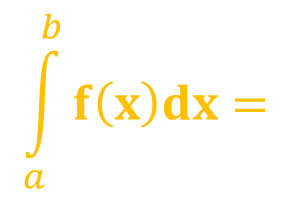 b
∫ f(x)dx =
a